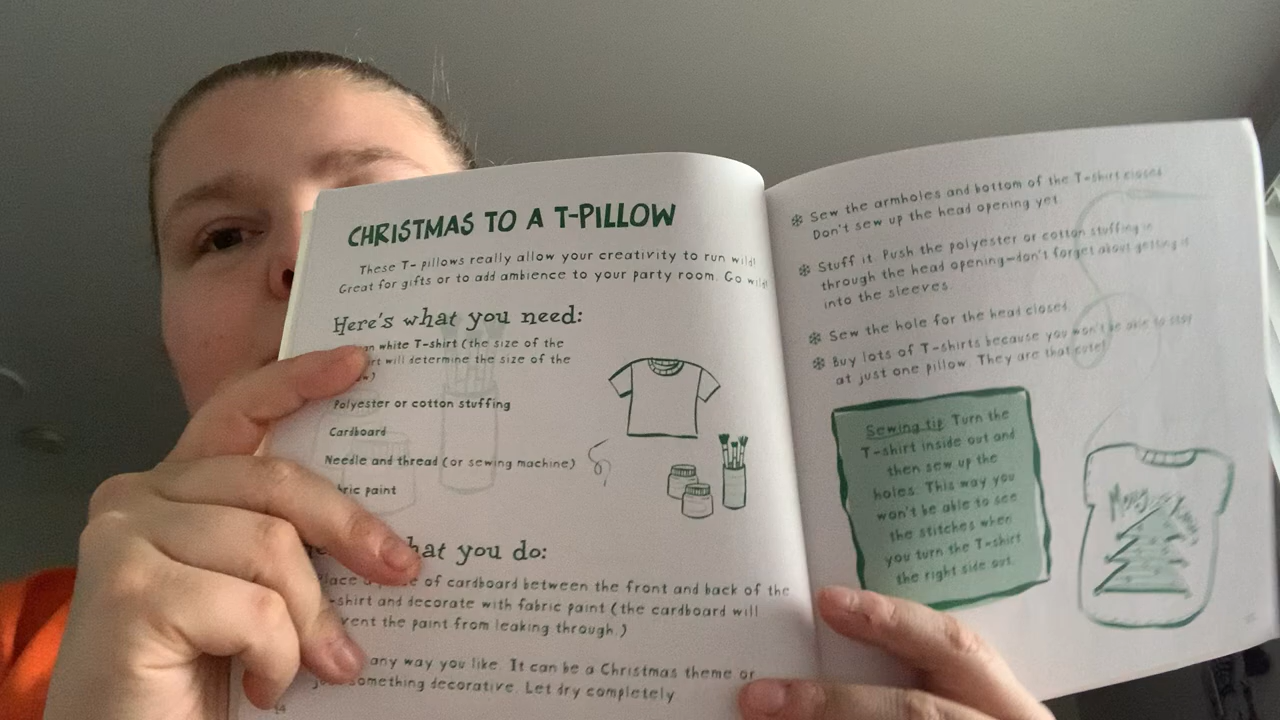 CHRISTMAS TO A T-PILLOW
These T- pillows really allow your creativity to run wild!
Great for gifts or to add ambience to your party room. Go wild!
Here's what you need:
white T-shirt (the size of the
will determine the size of the
Polyester or cotton stuffing
Cardboard
Needle and thread (or sewing machine)
paint
you do:
of cardboard between the front and back of the
-shirt and decorate with fabric paint (the cardboard will
the paint from leaking through.)
any way you like. It can be a Christmas theme or
something decorative. Let dry completely
14
Sew the armholes and bottom of the T-shirt closed.
Don't sew up the head opening yet.
Stuff it. Push the polyester or cotton stuffing in
through the head opening—don't forget about getting it
into the sleeves.
Sew the hole for the head closed.
Buy lots of T-shirts because you won't be able to stop
at just one pillow. They are that cute!
Sewing tip: Turn the
T-shirt inside out and
then sew up the
holes. This way you
won't be able to see
the stitches when
you turn the T-shirt
the right side out.